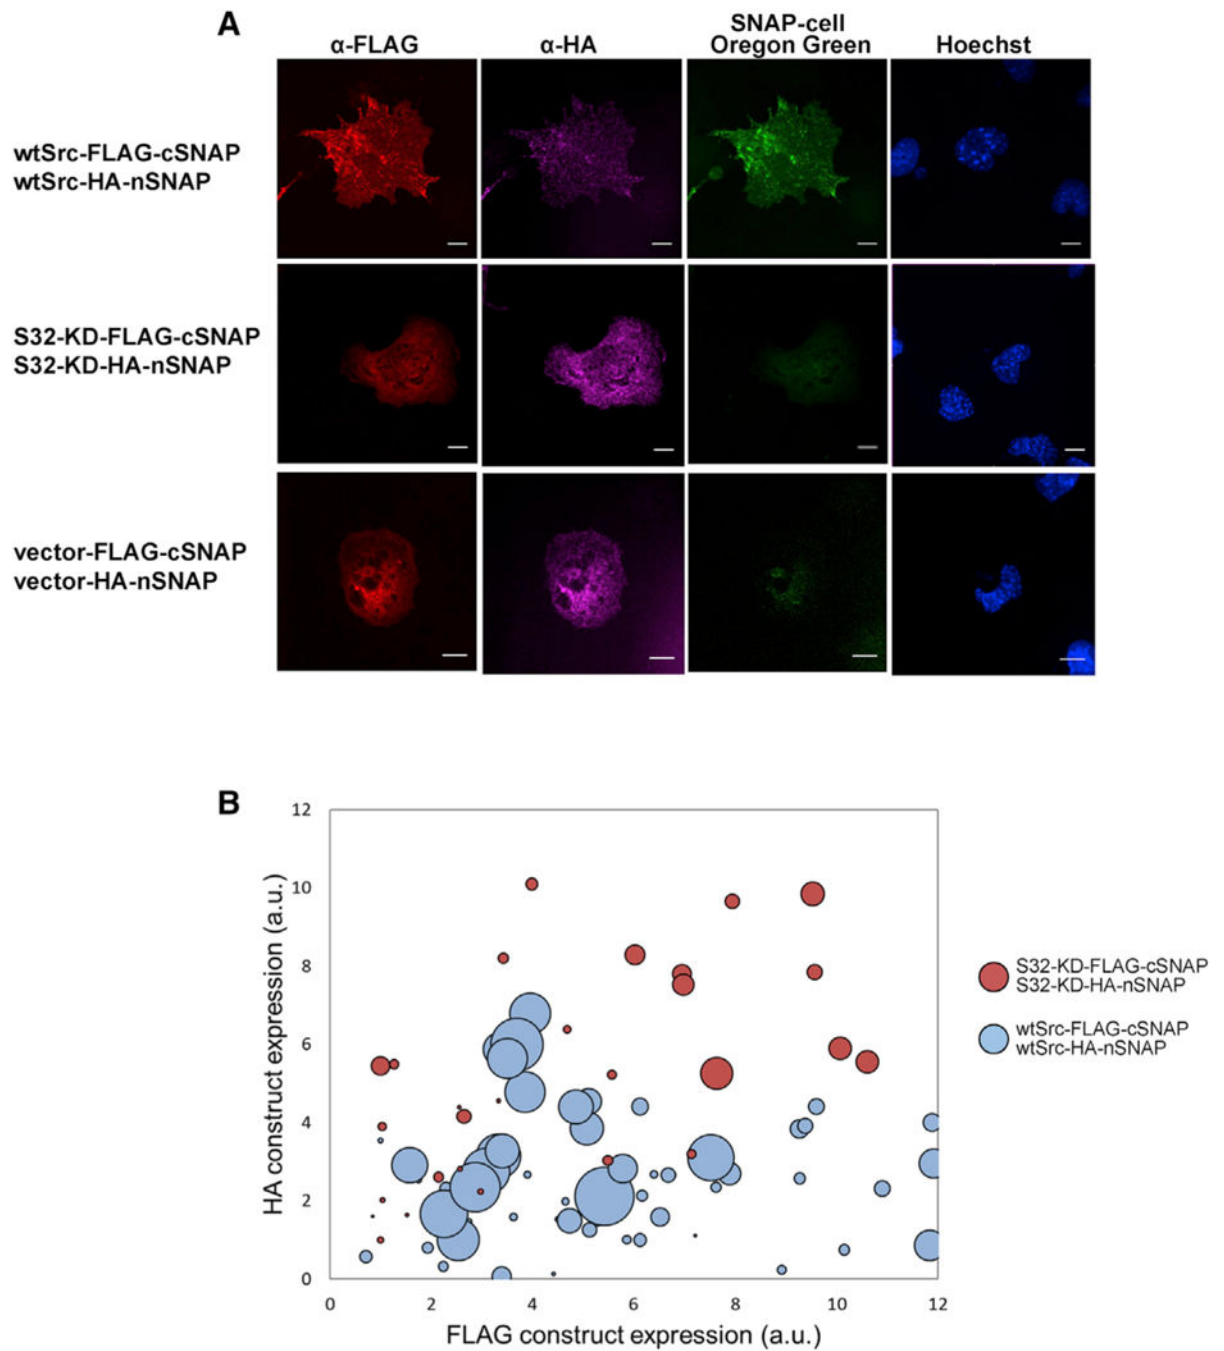 A
α-FLAG
α-HA
SNAP-cell
Oregon Green
Hoechst
wtSrc-FLAG-cSNAP
wtSrc-HA-nSNAP
S32-KD-FLAG-cSNAP
S32-KD-HA-nSNAP
vector-FLAG-cSNAP
vector-HA-nSNAP
B
12
10
8
6
4
2
0
HA construct expression (a.u.)
0 2 4 6 8 10 12
FLAG construct expression (a.u.)
S32-KD-FLAG-cSNAP
S32-KD-HA-nSNAP
wtSrc-FLAG-cSNAP
wtSrc-HA-nSNAP